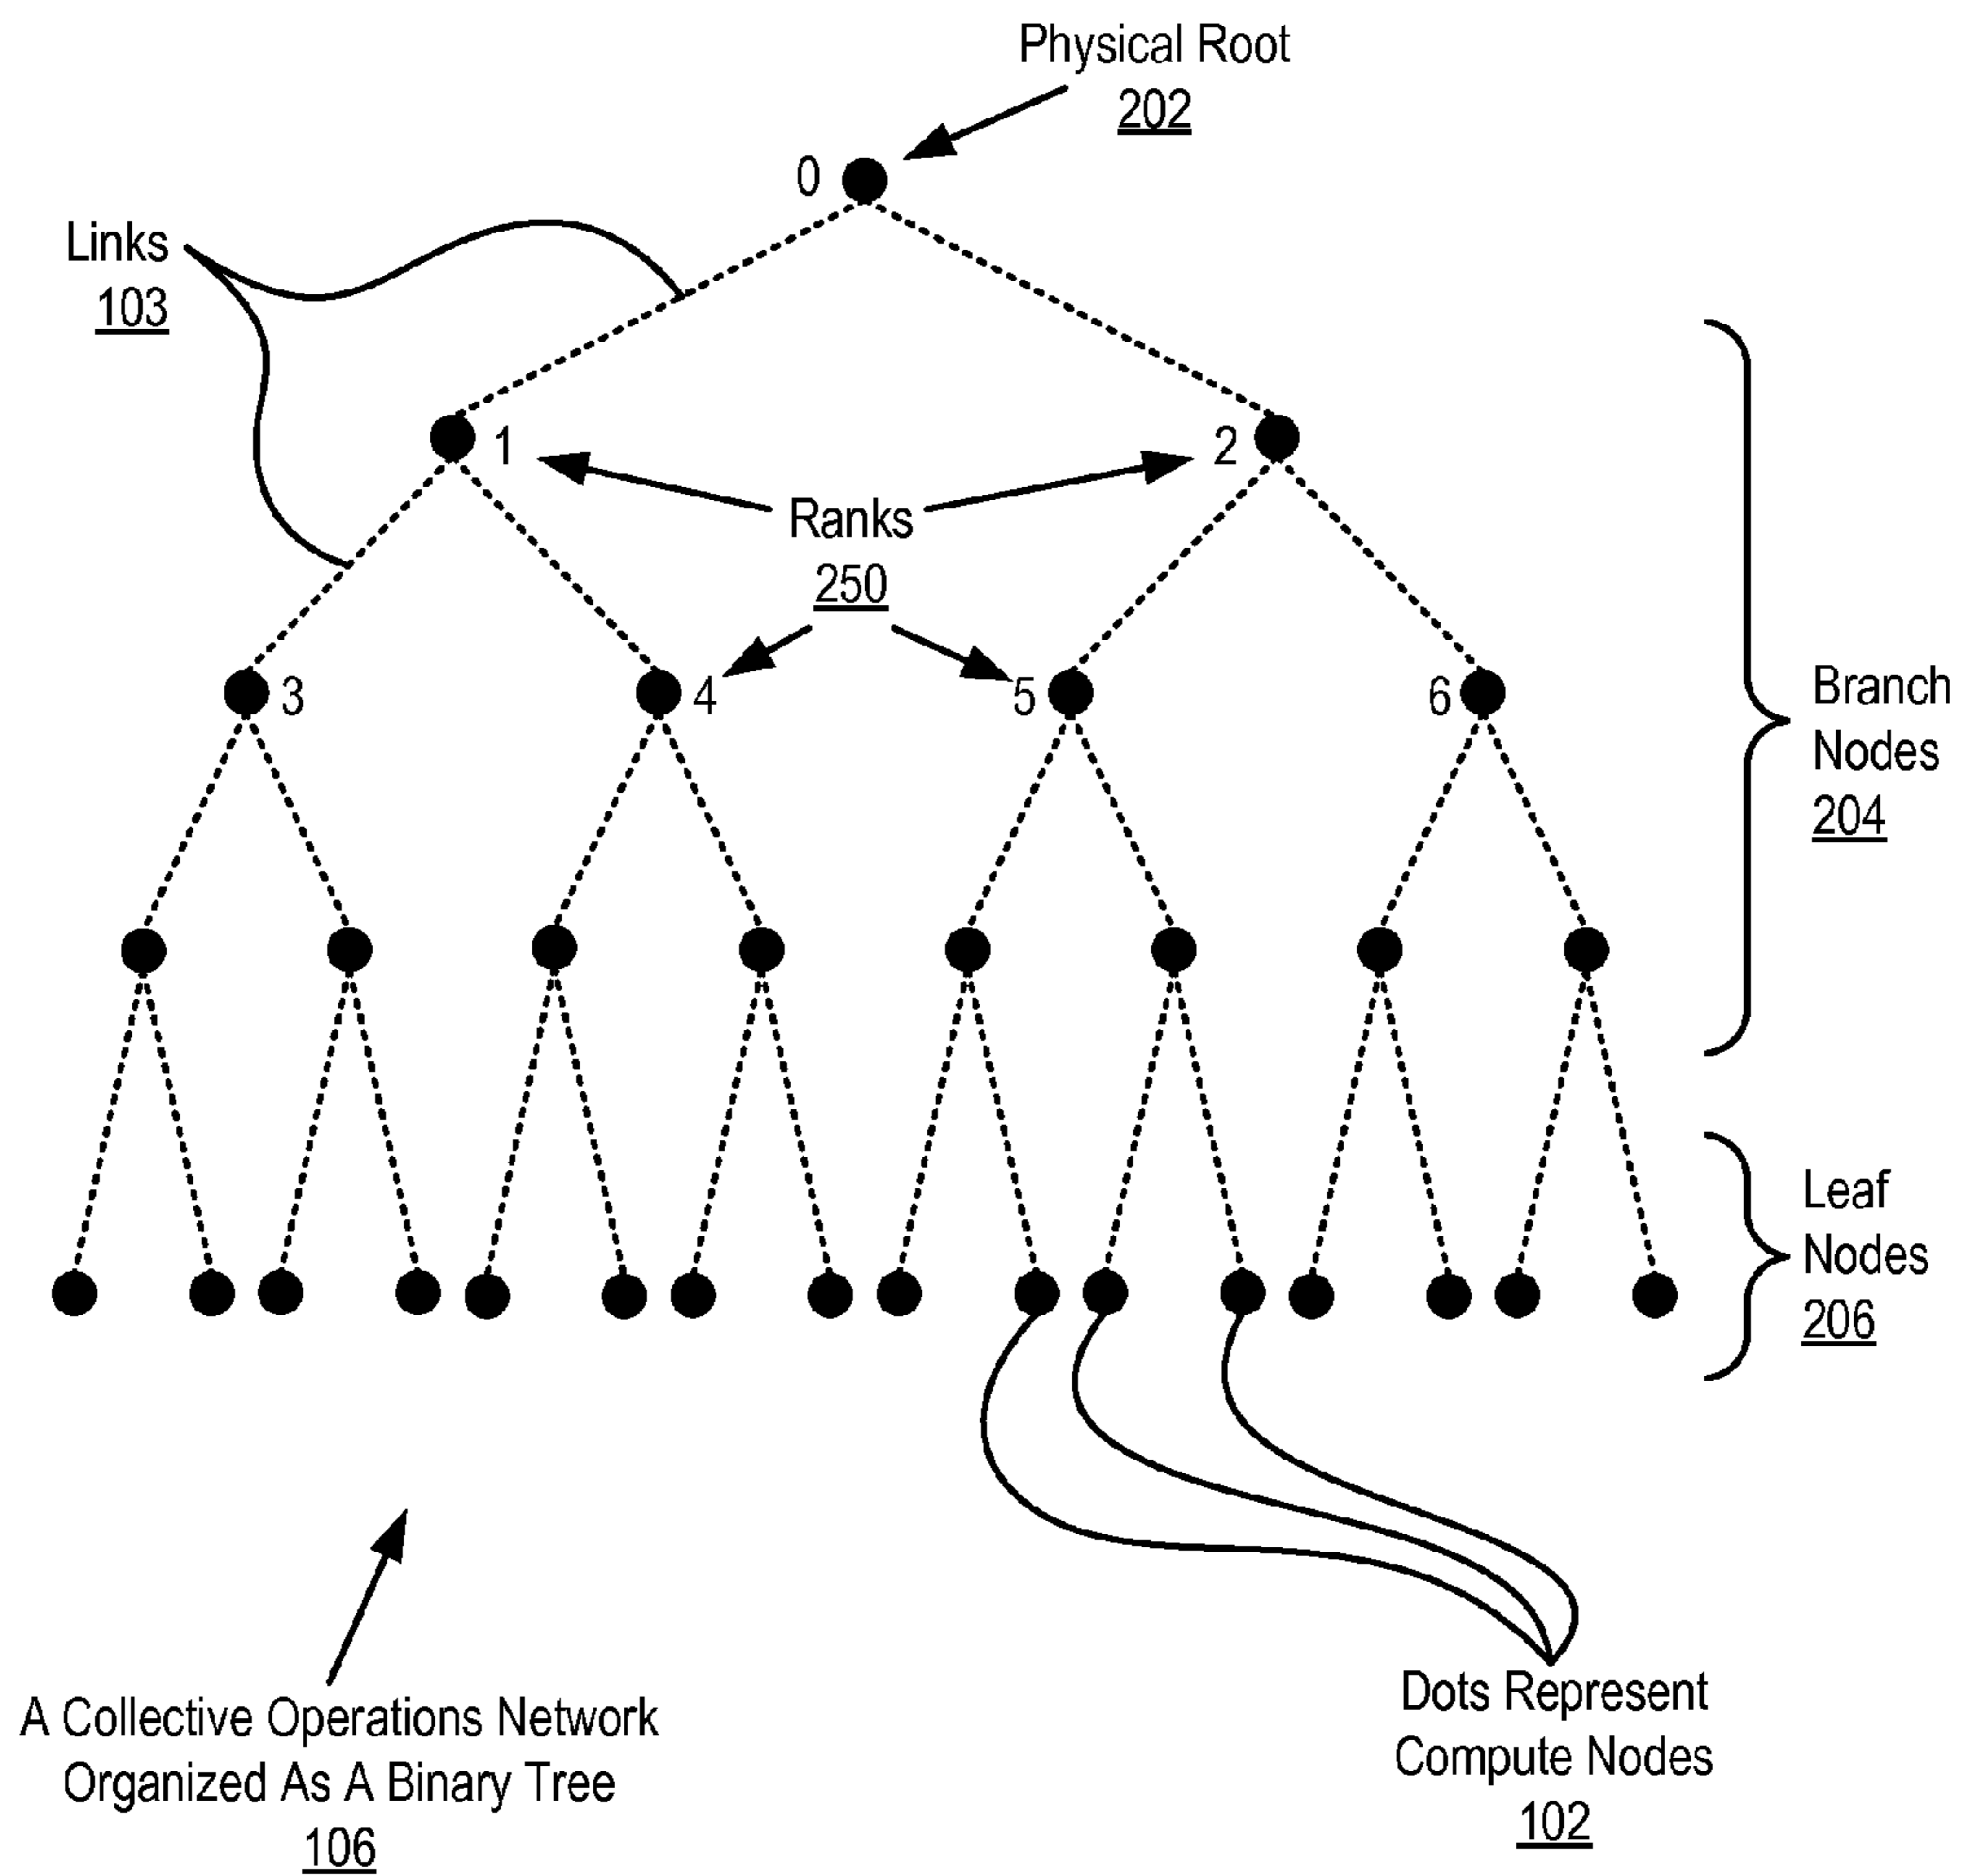 Physical Root
202
0
Links
103
1
2
Ranks
250
3
4
5
6
Branch
Nodes
204
Leaf
Nodes
206
A Collective Operations Network
Organized As A Binary Tree
106
Dots Represent
Compute Nodes
102